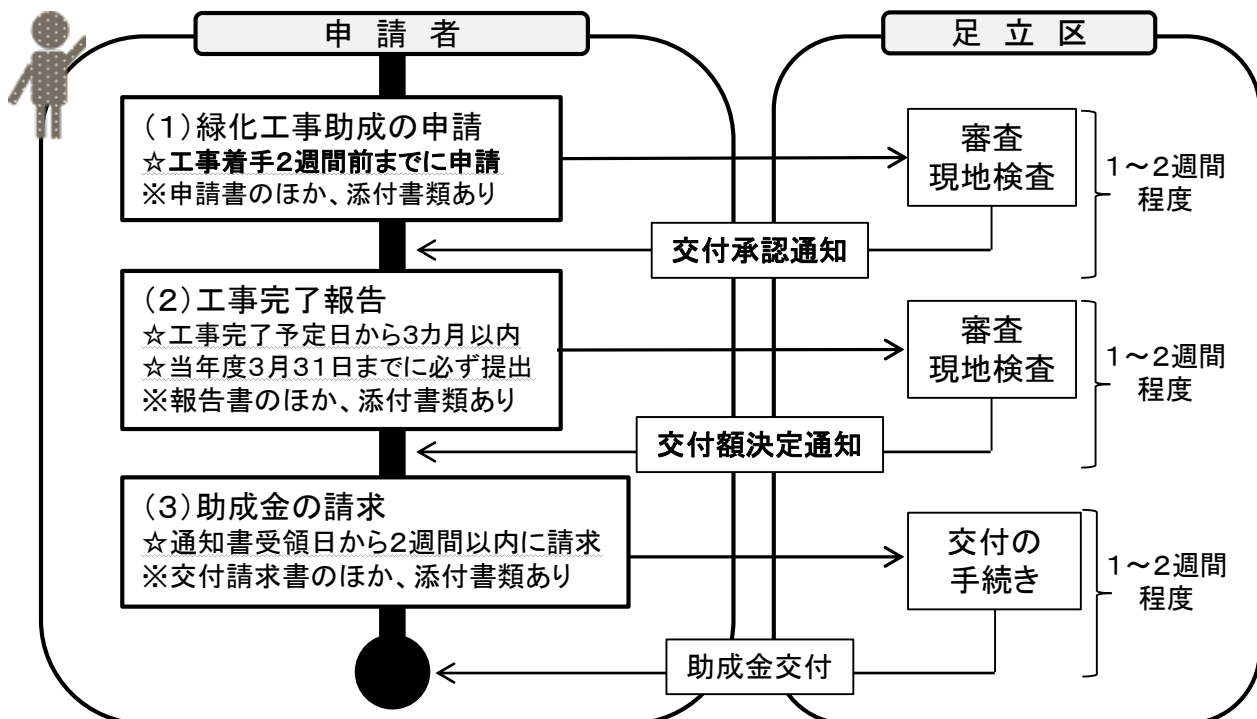 申請者
足立区
(1)緑化工事助成の申請
☆工事着手2週間前までに申請
※申請書のほか、添付書類あり
審査
現地検査
1～2週間
程度
交付承認通知
(2)工事完了報告
☆工事完了予定日から3カ月以内
☆当年度3月31日までに必ず提出
※報告書のほか、添付書類あり
審査
現地検査
1～2週間
程度
交付額決定通知
(3)助成金の請求
☆通知書受領日から2週間以内に請求
※交付請求書のほか、添付書類あり
交付の
手続き
1～2週間
程度
助成金交付